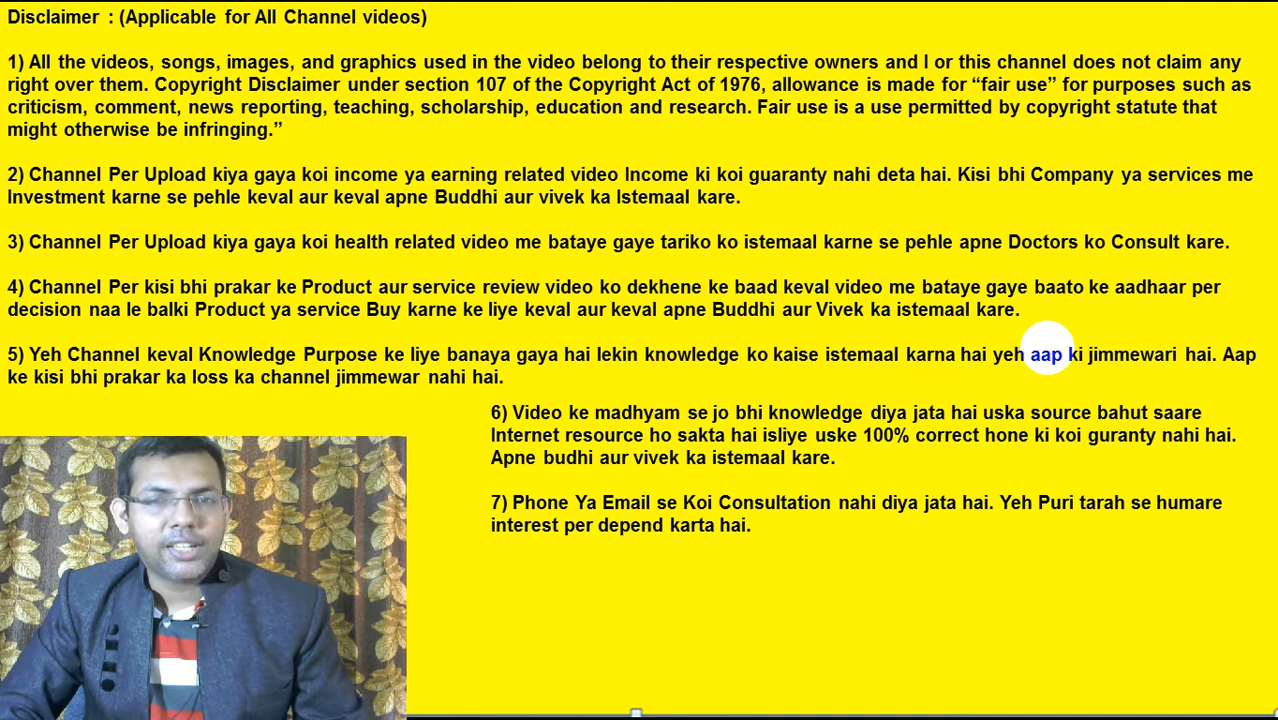 Disclaimer : (Applicable for All Channel videos)
1) All the videos, songs, images, and graphics used in the video belong to their respective owners and I or this channel does not claim any
right over them. Copyright Disclaimer under section 107 of the Copyright Act of 1976, allowance is made for “fair use” for purposes such as
criticism, comment, news reporting, teaching, scholarship, education and research. Fair use is a use permitted by copyright statute that
might otherwise be infringing.”
2) Channel Per Upload kiya gaya koi income ya earning related video Income ki koi guaranty nahi deta hai. Kisi bhi Company ya services me
Investment karne se pehle keval aur keval apne Buddhi aur vivek ka Istemaal kare.
3) Channel Per Upload kiya gaya koi health related video me bataye gaye tariko ko istemaal karne se pehle apne Doctors ko Consult kare.
4) Channel Per kisi bhi prakar ke Product aur service review video ko dekhene ke baad keval video me bataye gaye baato ke aadhaar per
decision naa le balki Product ya service Buy karne ke liye keval aur keval apne Buddhi aur Vivek ka istemaal kare.
5) Yeh Channel keval Knowledge Purpose ke liye banaya gaya hai lekin knowledge ko kaise istemaal karna hai yeh aap ki jimmewari hai. Aap
ke kisi bhi prakar ka loss ka channel jimmewar nahi hai.
6) Video ke madhyam se jo bhi knowledge diya jata hai uska source bahut saare
Internet resource ho sakta hai isliye uske 100% correct hone ki koi guranty nahi hai.
Apne budhi aur vivek ka istemaal kare.
7) Phone Ya Email se Koi Consultation nahi diya jata hai. Yeh Puri tarah se humare
interest per depend karta hai.